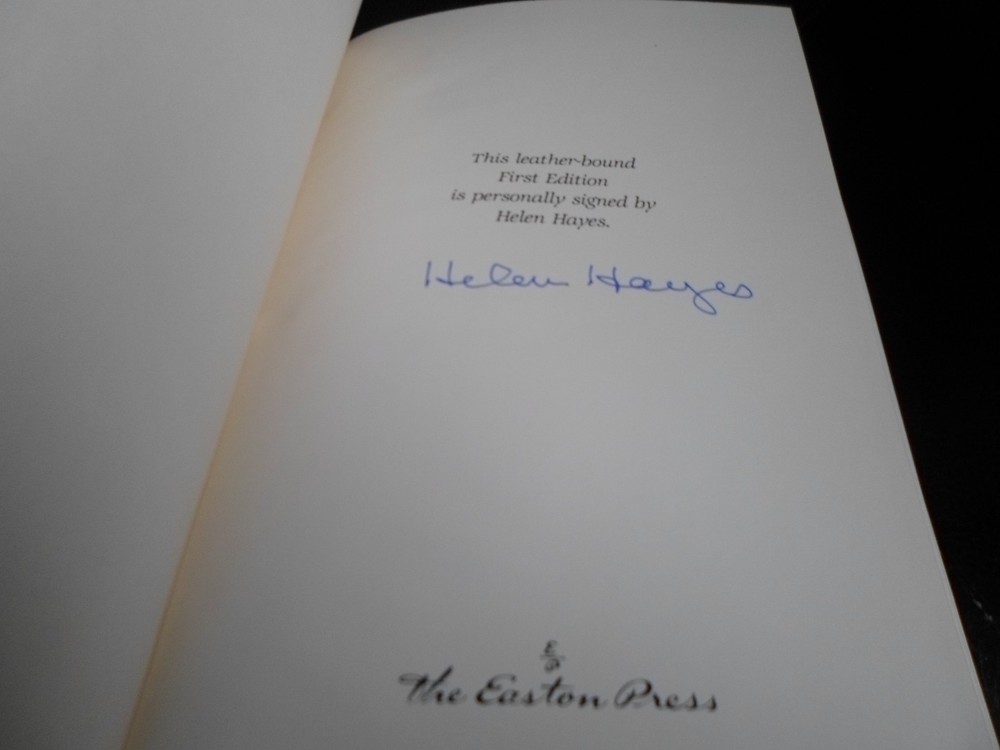 This leather-bound
First Edition
is personally signed by
Helen Hayes.
Helen Hayes
E
P
The Easton Press